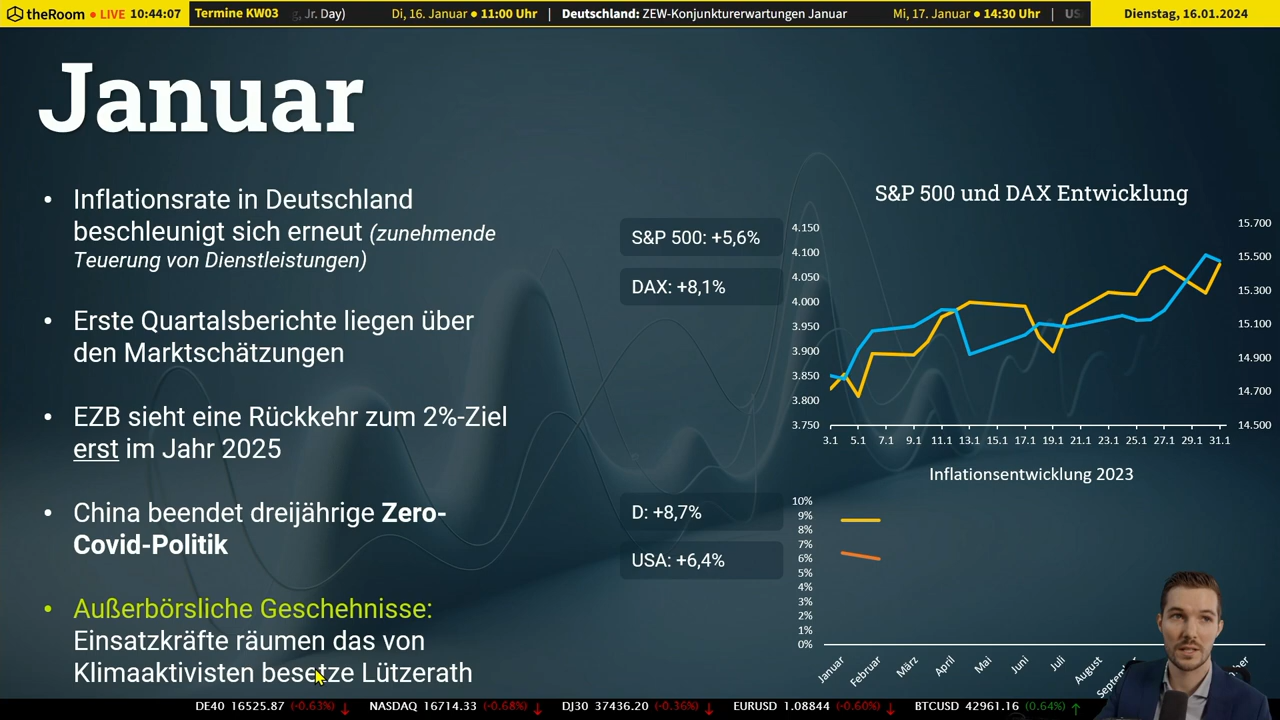 theRoom • LIVE 10:44:07 Termine KW03 , Jr. Day) Di, 16. Januar ● 11:00 Uhr | Deutschland: ZEW-Konjunkturerwartungen Januar Mi, 17. Januar ● 14:30 Uhr | US Dienstag, 16.01.2024
Januar
• Inflationsrate in Deutschland
beschleunigt sich erneut (zunehmende
Teuerung von Dienstleistungen)
• Erste Quartalsberichte liegen über
den Marktschätzungen
• EZB sieht eine Rückkehr zum 2%-Ziel
erst im Jahr 2025
• China beendet dreijährige Zero-
Covid-Politik
• Außerbörsliche Geschehnisse:
Einsatzkräfte räumen das von
Klimaaktivisten besetze Lützerath
S&P 500: +5,6%
DAX: +8,1%
S&P 500 und DAX Entwicklung
4.150
4.100
4.050
4.000
3.950
3.900
3.850
3.800
3.750
15.700
15.500
15.300
15.100
14.900
14.700
14.500
3.1 5.1 7.1 9.1 11.1 13.1 15.1 17.1 19.1 21.1 23.1 25.1 27.1 29.1 31.1
D: +8,7%
USA: +6,4%
Inflationsentwicklung 2023
10%
9%
8%
7%
6%
5%
4%
3%
2%
1%
0%
Januar Februar März April Mai Juni Juli August
DE40 16525.87 (-0.63%) ↓ NASDAQ 16714.33 (-0.68%) ↓ DJ30 37436.20 (-0.36%) ↓ EURUSD 1.08844 (-0.60%) ↓ BTCUSD 42961.16 (0.64%) ↑